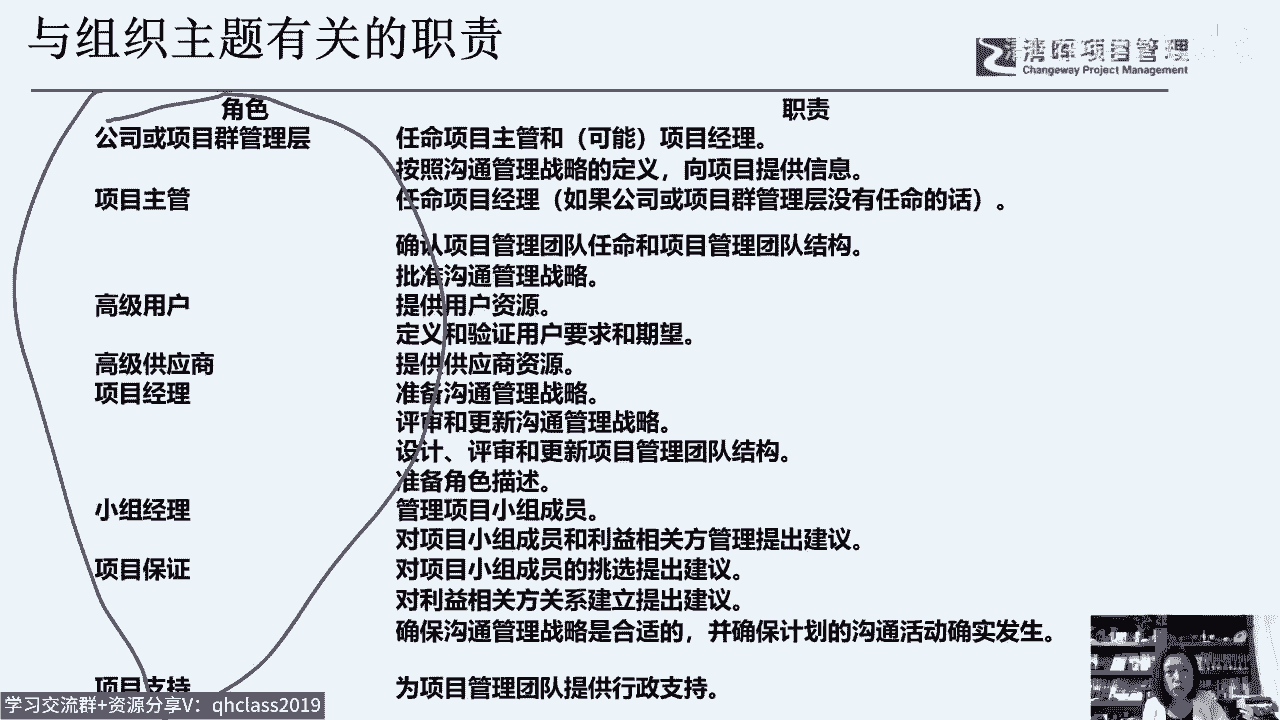 与组织主题有关的职责
清晖项目管理
Changeway Project Management
角色 职责
公司或项目群管理层 任命项目主管和（可能）项目经理。
按照沟通管理战略的定义，向项目提供信息。
项目主管 任命项目经理（如果公司或项目群管理层没有任命的话）。
确认项目管理团队任命和项目管理团队结构。
批准沟通管理战略。
高级用户 提供用户资源。
定义和验证用户要求和期望。
高级供应商 提供供应商资源。
项目经理 准备沟通管理战略。
评审和更新沟通管理战略。
设计、评审和更新项目管理团队结构。
准备角色描述。
小组经理 管理项目小组成员。
对项目小组成员和利益相关方管理提出建议。
项目保证 对项目小组成员的挑选提出建议。
对利益相关方关系建立提出建议。
确保沟通管理战略是合适的，并确保计划的沟通活动确实发生。
项目支持 为项目管理团队提供行政支持。
学习交流群+资源分享V：qhclass2019